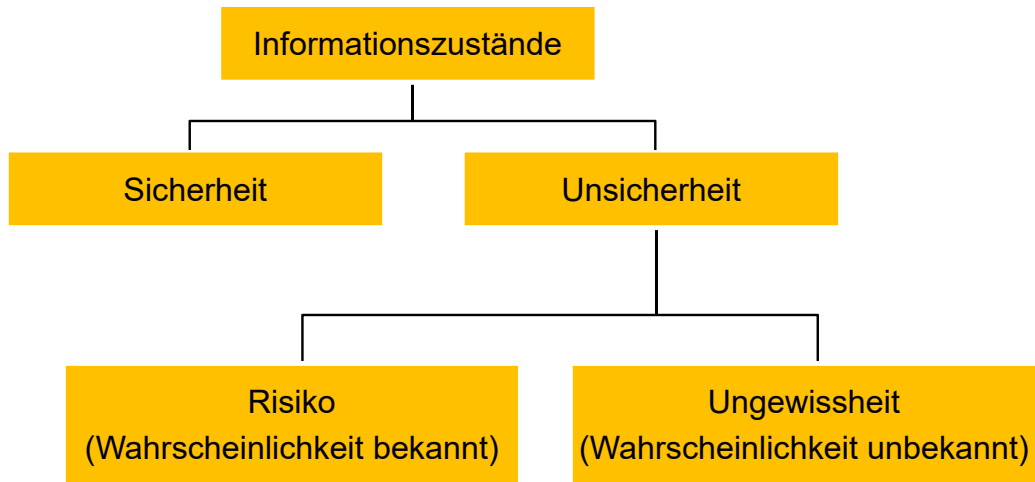 Informationszustände
Sicherheit
Unsicherheit
Risiko
(Wahrscheinlichkeit bekannt)
Ungewissheit
(Wahrscheinlichkeit unbekannt)